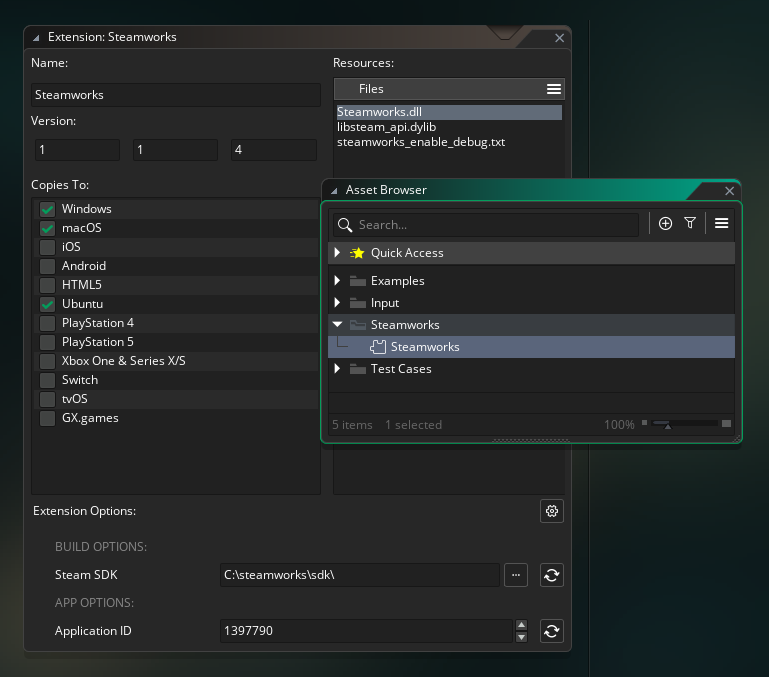 Extension: Steamworks
Name:
Steamworks
Version:
1 1 4
Copies To:
Windows
macOS
iOS
Android
HTML5
Ubuntu
PlayStation 4
PlayStation 5
Xbox One & Series X/S
Switch
tvOS
GX.games
Resources:
Files
Steamworks.dll
libsteam_api.dylib
steamworks_enable_debug.txt
Asset Browser
Search...
Quick Access
Examples
Input
Steamworks
Steamworks
Test Cases
5 items 1 selected 100%
Extension Options:
BUILD OPTIONS:
Steam SDK C:\steamworks\sdk\ ...
APP OPTIONS:
Application ID 1397790